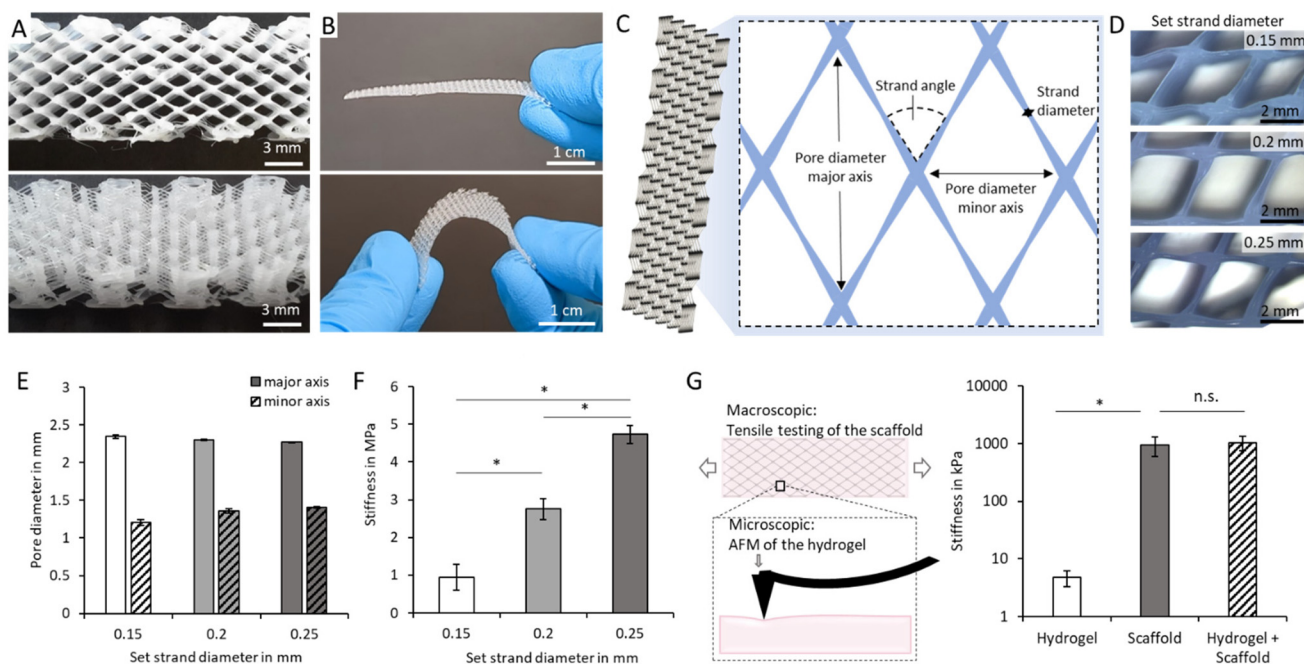 A
3 mm
3 mm
B
1 cm
1 cm
C
Strand angle
Strand
diameter
Pore diameter
major axis
Pore diameter
minor axis
D
Set strand diameter
0.15 mm
2 mm
0.2 mm
2 mm
0.25 mm
2 mm
E
major axis
minor axis
Pore diameter in mm
3
2.5
2
1.5
1
0.5
0
0.15
0.2
0.25
Set strand diameter in mm
F
Stiffness in MPa
6
5
4
3
2
1
0
*
*
*
0.15
0.2
0.25
Set strand diameter in mm
G
Macroscopic:
Tensile testing of the scaffold
Microscopic:
AFM of the hydrogel
Stiffness in kPa
10000
1000
100
10
1
*
n.s.
Hydrogel
Scaffold
Hydrogel +
Scaffold